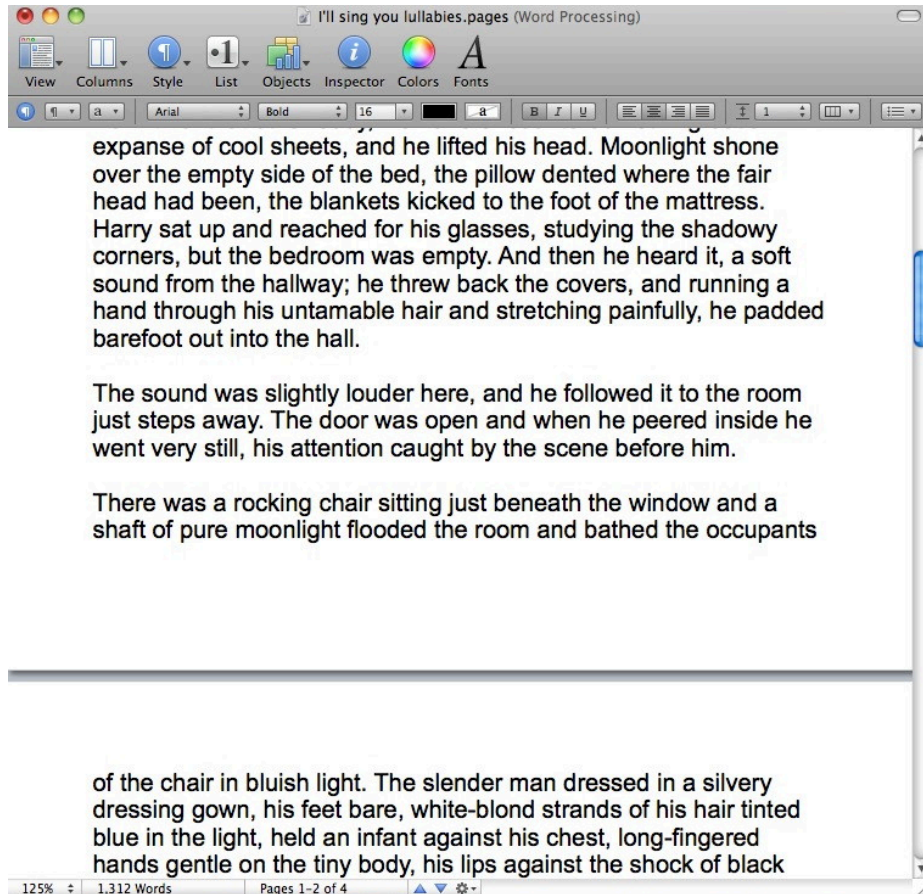 I'll sing you lullabies.pages (Word Processing)
View Columns Style List Objects Inspector Colors Fonts
Arial Bold 16 a B I U 1
expanse of cool sheets, and he lifted his head. Moonlight shone
over the empty side of the bed, the pillow dented where the fair
head had been, the blankets kicked to the foot of the mattress.
Harry sat up and reached for his glasses, studying the shadowy
corners, but the bedroom was empty. And then he heard it, a soft
sound from the hallway; he threw back the covers, and running a
hand through his untamable hair and stretching painfully, he padded
barefoot out into the hall.
The sound was slightly louder here, and he followed it to the room
just steps away. The door was open and when he peered inside he
went very still, his attention caught by the scene before him.
There was a rocking chair sitting just beneath the window and a
shaft of pure moonlight flooded the room and bathed the occupants
of the chair in bluish light. The slender man dressed in a silvery
dressing gown, his feet bare, white-blond strands of his hair tinted
blue in the light, held an infant against his chest, long-fingered
hands gentle on the tiny body, his lips against the shock of black
125% 1,312 Words Pages 1-2 of 4